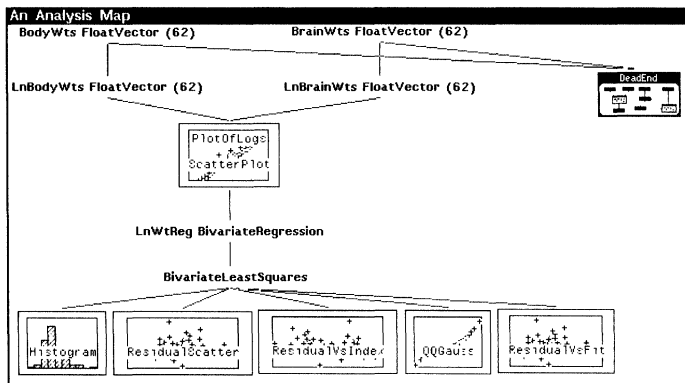 An Analysis Map
BodyWts FloatVector (62)
BrainWts FloatVector (62)
DeadEnd
LnBodyWts FloatVector (62)
LnBrainWts FloatVector (62)
PlotOfLogs
ScatterPlot
LnWtReg BivariateRegression
BivariateLeastSquares
Histogram
ResidualScatter
ResidualVsIndex
QQGauss
ResidualVsFit